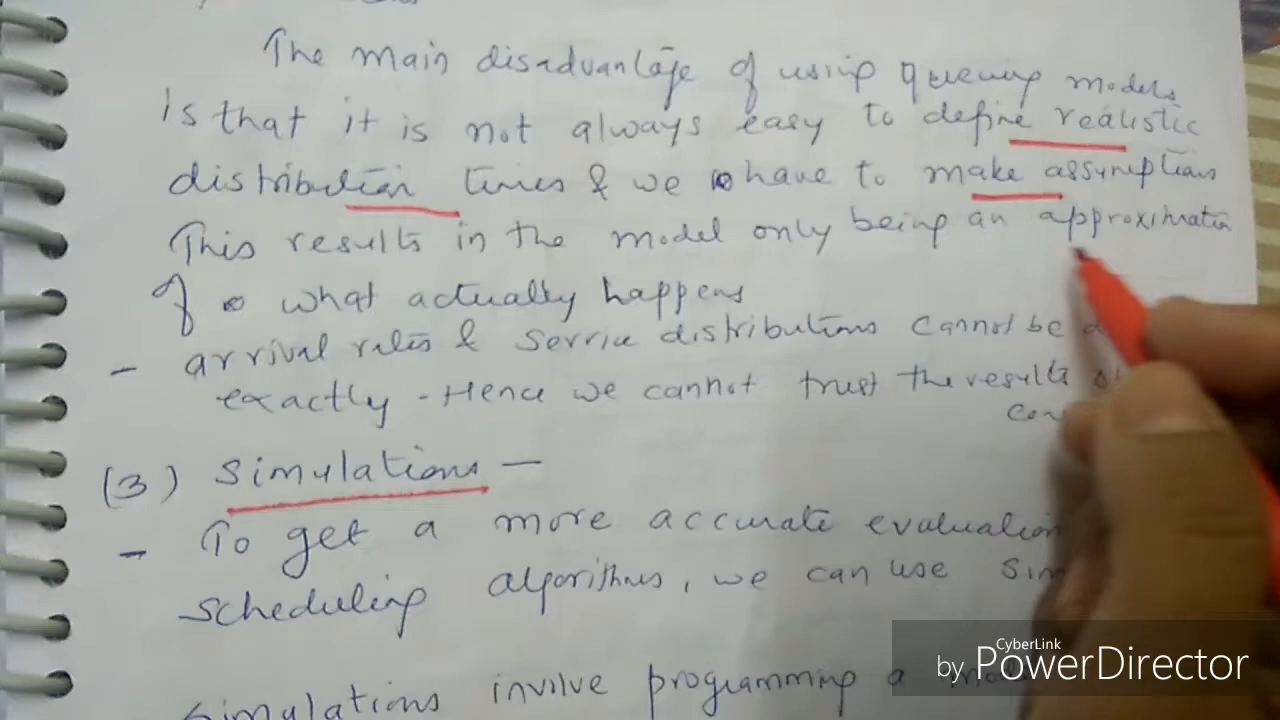 The main disadvantage of using queuing models
is that it is not always easy to define realistic
distribution times & we have to make assumptions
This results in the model only being an approximation
of what actually happens
- arrival rates & service distributions cannot be
exactly - Hence we cannot trust the results
(3) Simulations -
- To get a more accurate evaluation
scheduling algorithms, we can use
Simulations involve programming a
CyberLink
by PowerDirector